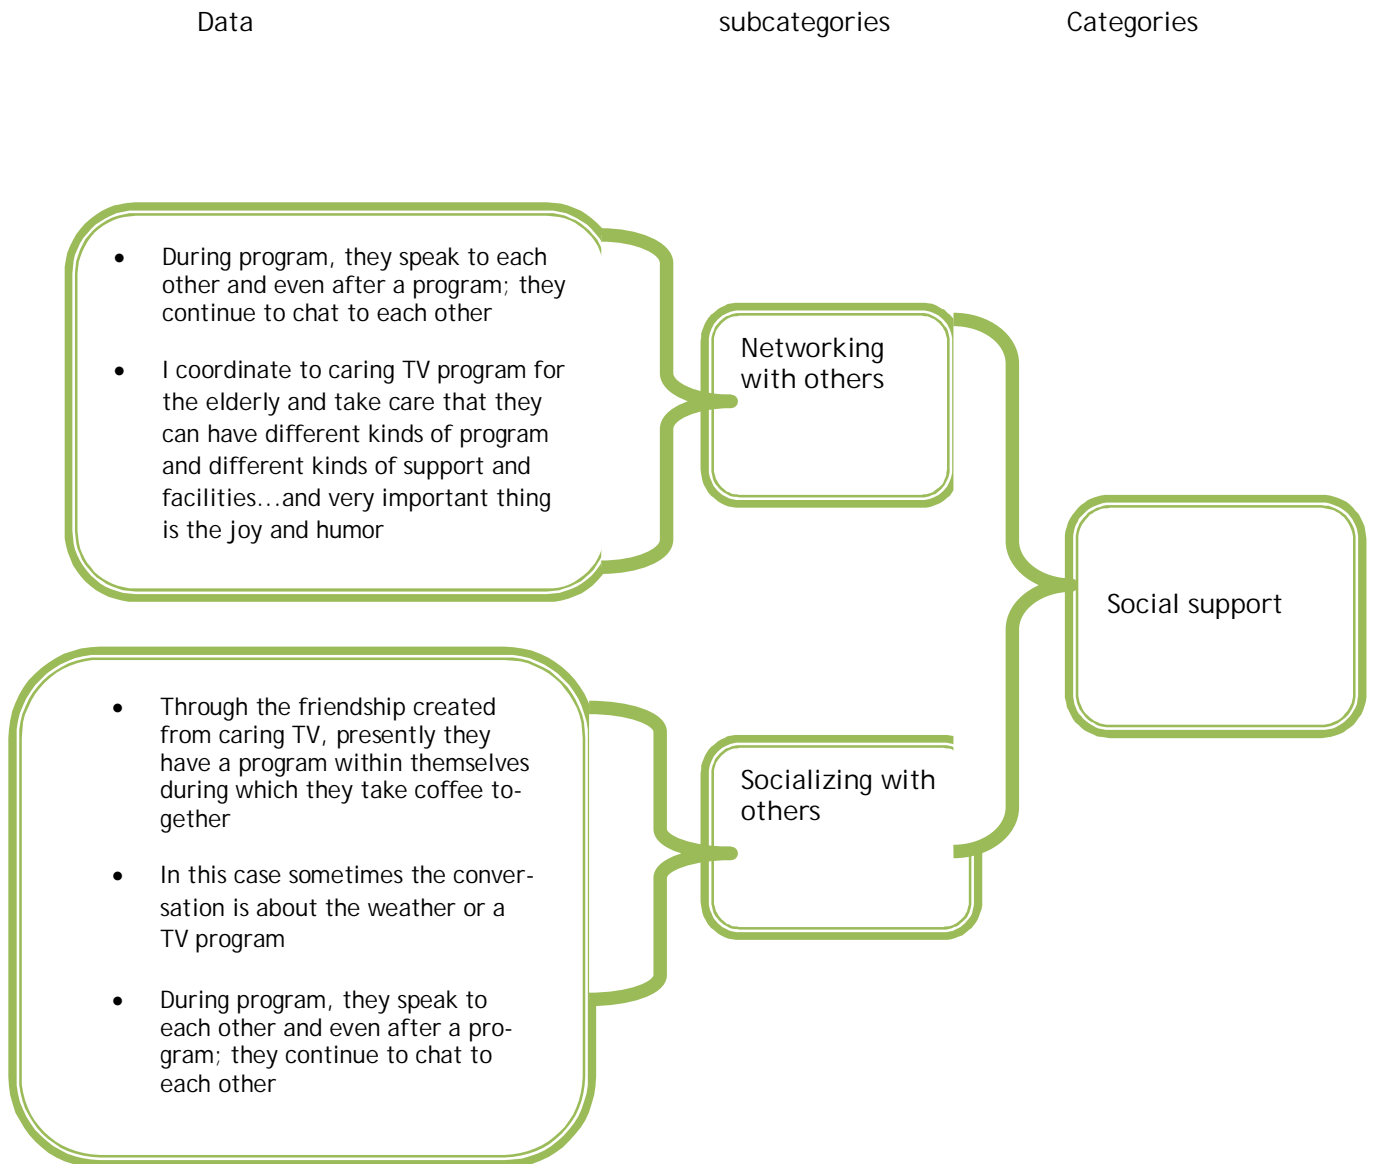 Data subcategories Categories
• During program, they speak to each
other and even after a program; they
continue to chat to each other
• I coordinate to caring TV program for
the elderly and take care that they
can have different kinds of program
and different kinds of support and
facilities...and very important thing
is the joy and humor
Networking
with others
Social support
• Through the friendship created
from caring TV, presently they
have a program within themselves
during which they take coffee to-
gether
• In this case sometimes the conver-
sation is about the weather or a
TV program
• During program, they speak to
each other and even after a pro-
gram; they continue to chat to
each other
Socializing with
others